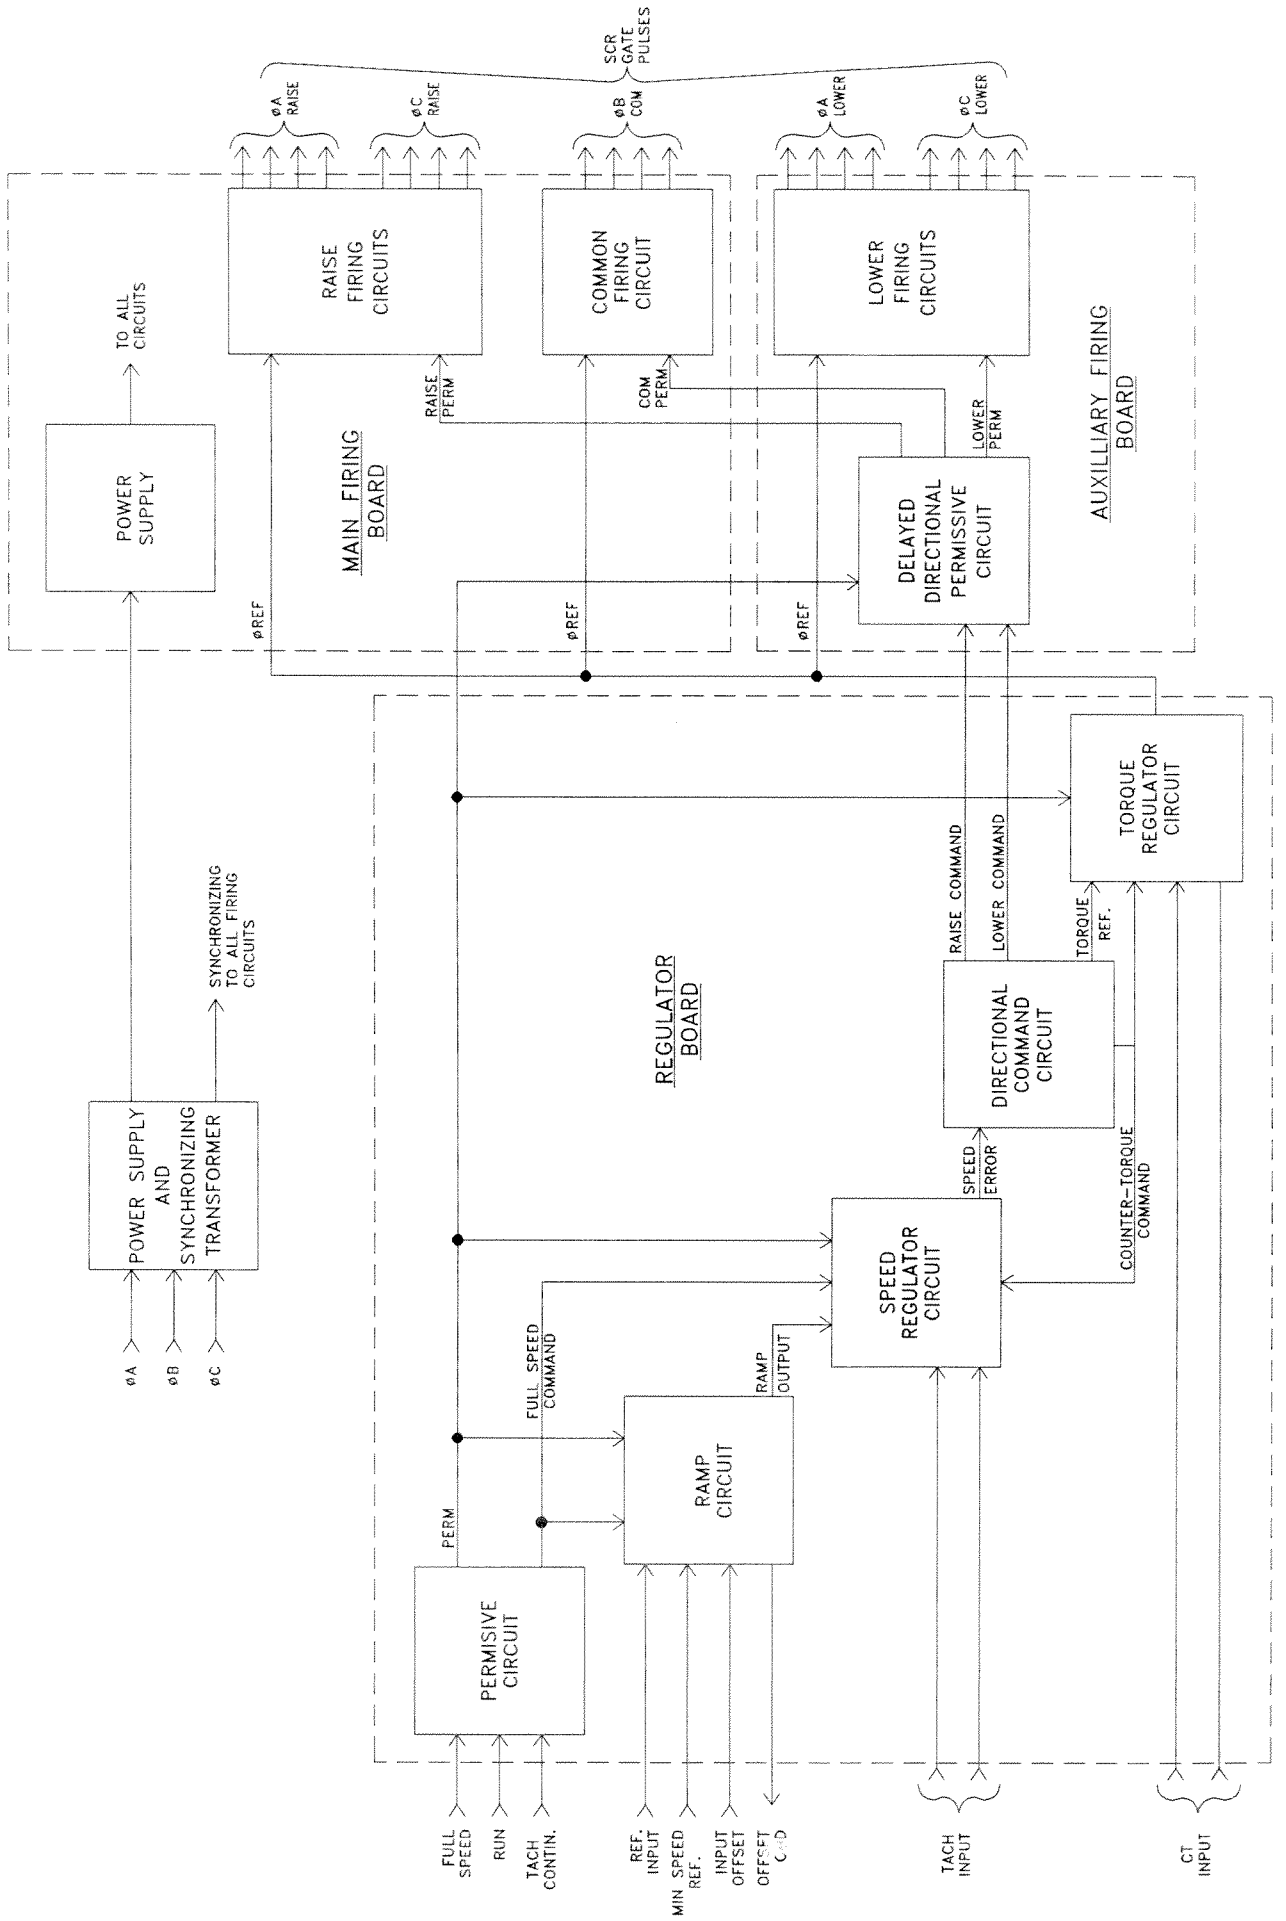 øA
øB
øC
POWER SUPPLY
AND
SYNCHRONIZING
TRANSFORMER
SYNCHRONIZING
TO ALL FIRING
CIRCUITS
POWER
SUPPLY
TO ALL
CIRCUITS
MAIN FIRING
BOARD
øREF
RAISE
PERM
RAISE
FIRING
CIRCUITS
øA
RAISE
øC
RAISE
øREF
COM
PERM
COMMON
FIRING
CIRCUIT
øB
COM
SCR
GATE
PULSES
øREF
LOWER
PERM
LOWER
FIRING
CIRCUITS
øA
LOWER
øC
LOWER
DELAYED
DIRECTIONAL
PERMISSIVE
CIRCUIT
AUXILLIARY FIRING
BOARD
FULL
SPEED
RUN
TACH
CONTIN.
PERMISIVE
CIRCUIT
PERM
FULL SPEED
COMMAND
REGULATOR
BOARD
REF.
INPUT
MIN SPEED
REF.
INPUT
OFFSET
OFFSET
RAMP
CIRCUIT
RAMP
OUTPUT
TACH
INPUT
SPEED
REGULATOR
CIRCUIT
SPEED
ERROR
DIRECTIONAL
COMMAND
CIRCUIT
RAISE COMMAND
LOWER COMMAND
TORQUE
REF.
COUNTER-TORQUE
COMMAND
TORQUE
REGULATOR
CIRCUIT
CT
INPUT